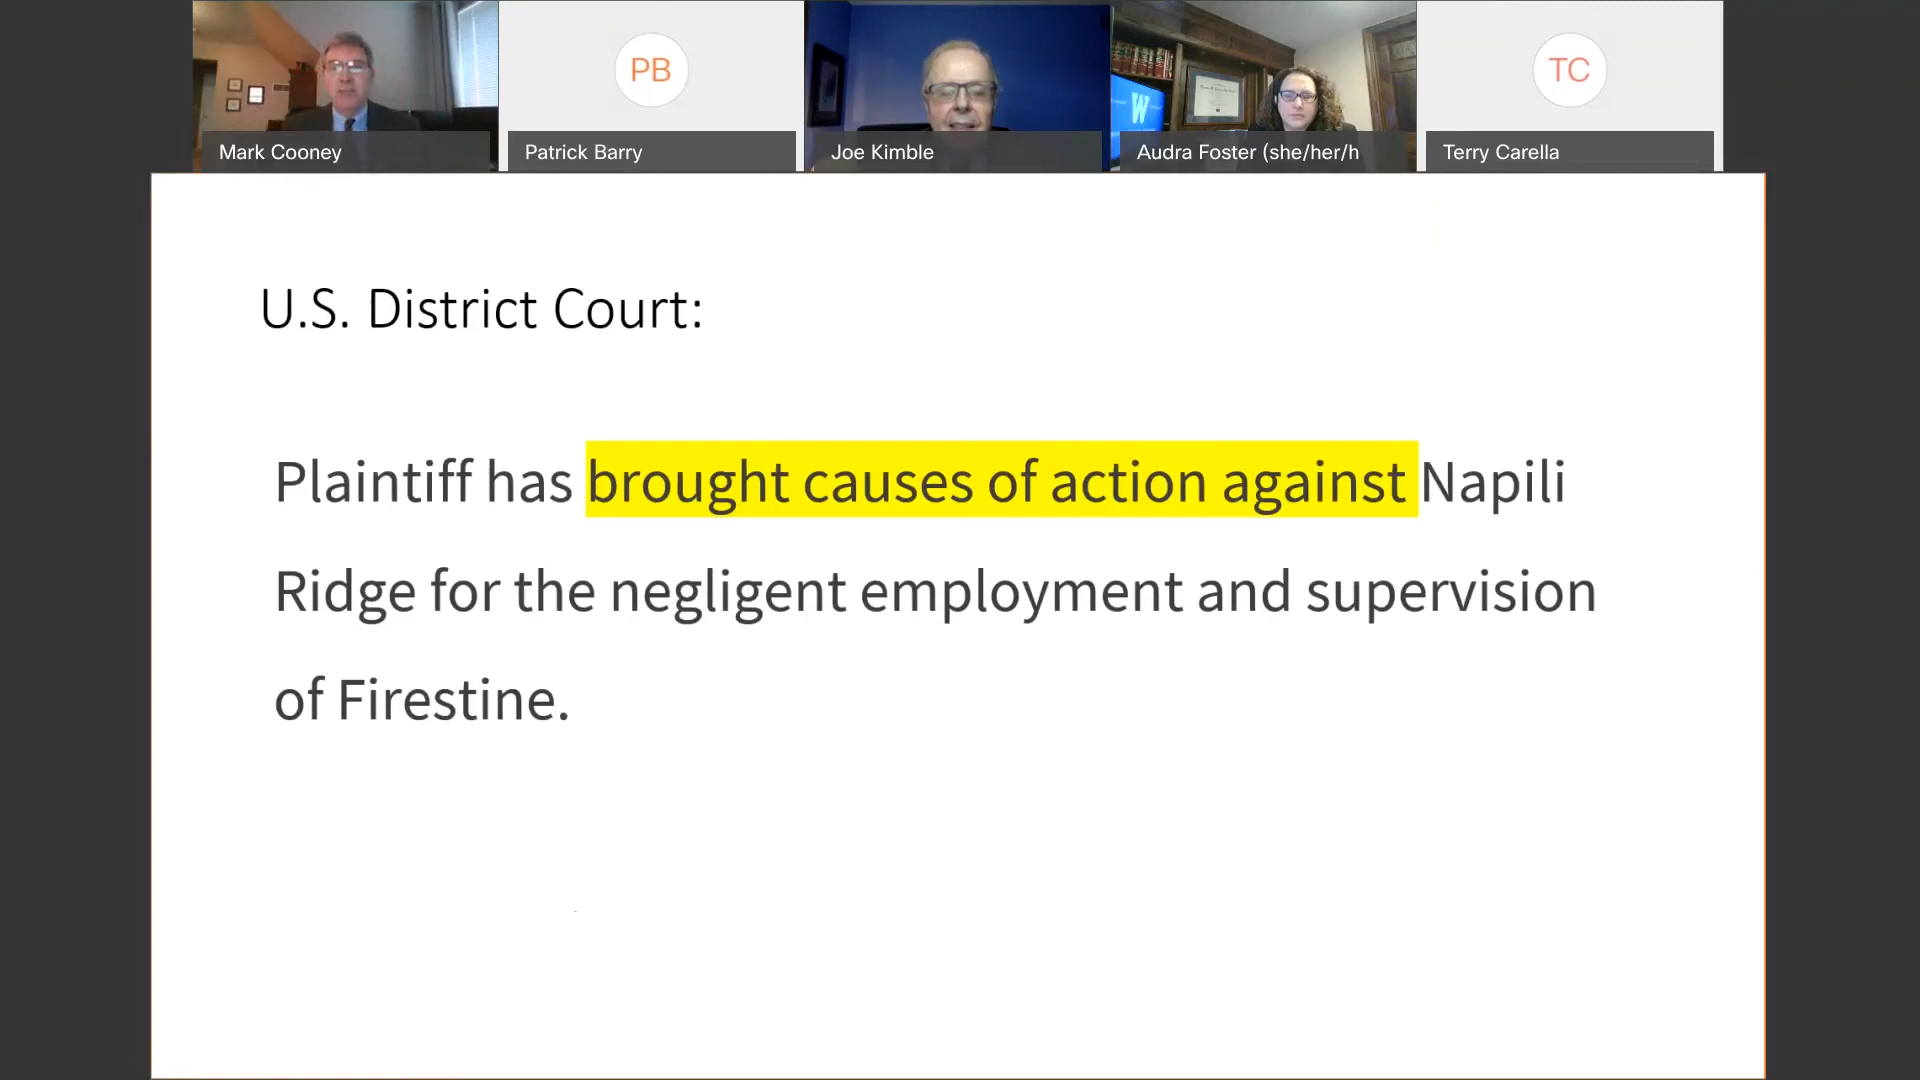 PB
TC
Mark Cooney
Patrick Barry
Joe Kimble
Audra Foster (she/her/h
Terry Carella
W
U.S. District Court:
Plaintiff has brought causes of action against Napili
Ridge for the negligent employment and supervision
of Firestine.